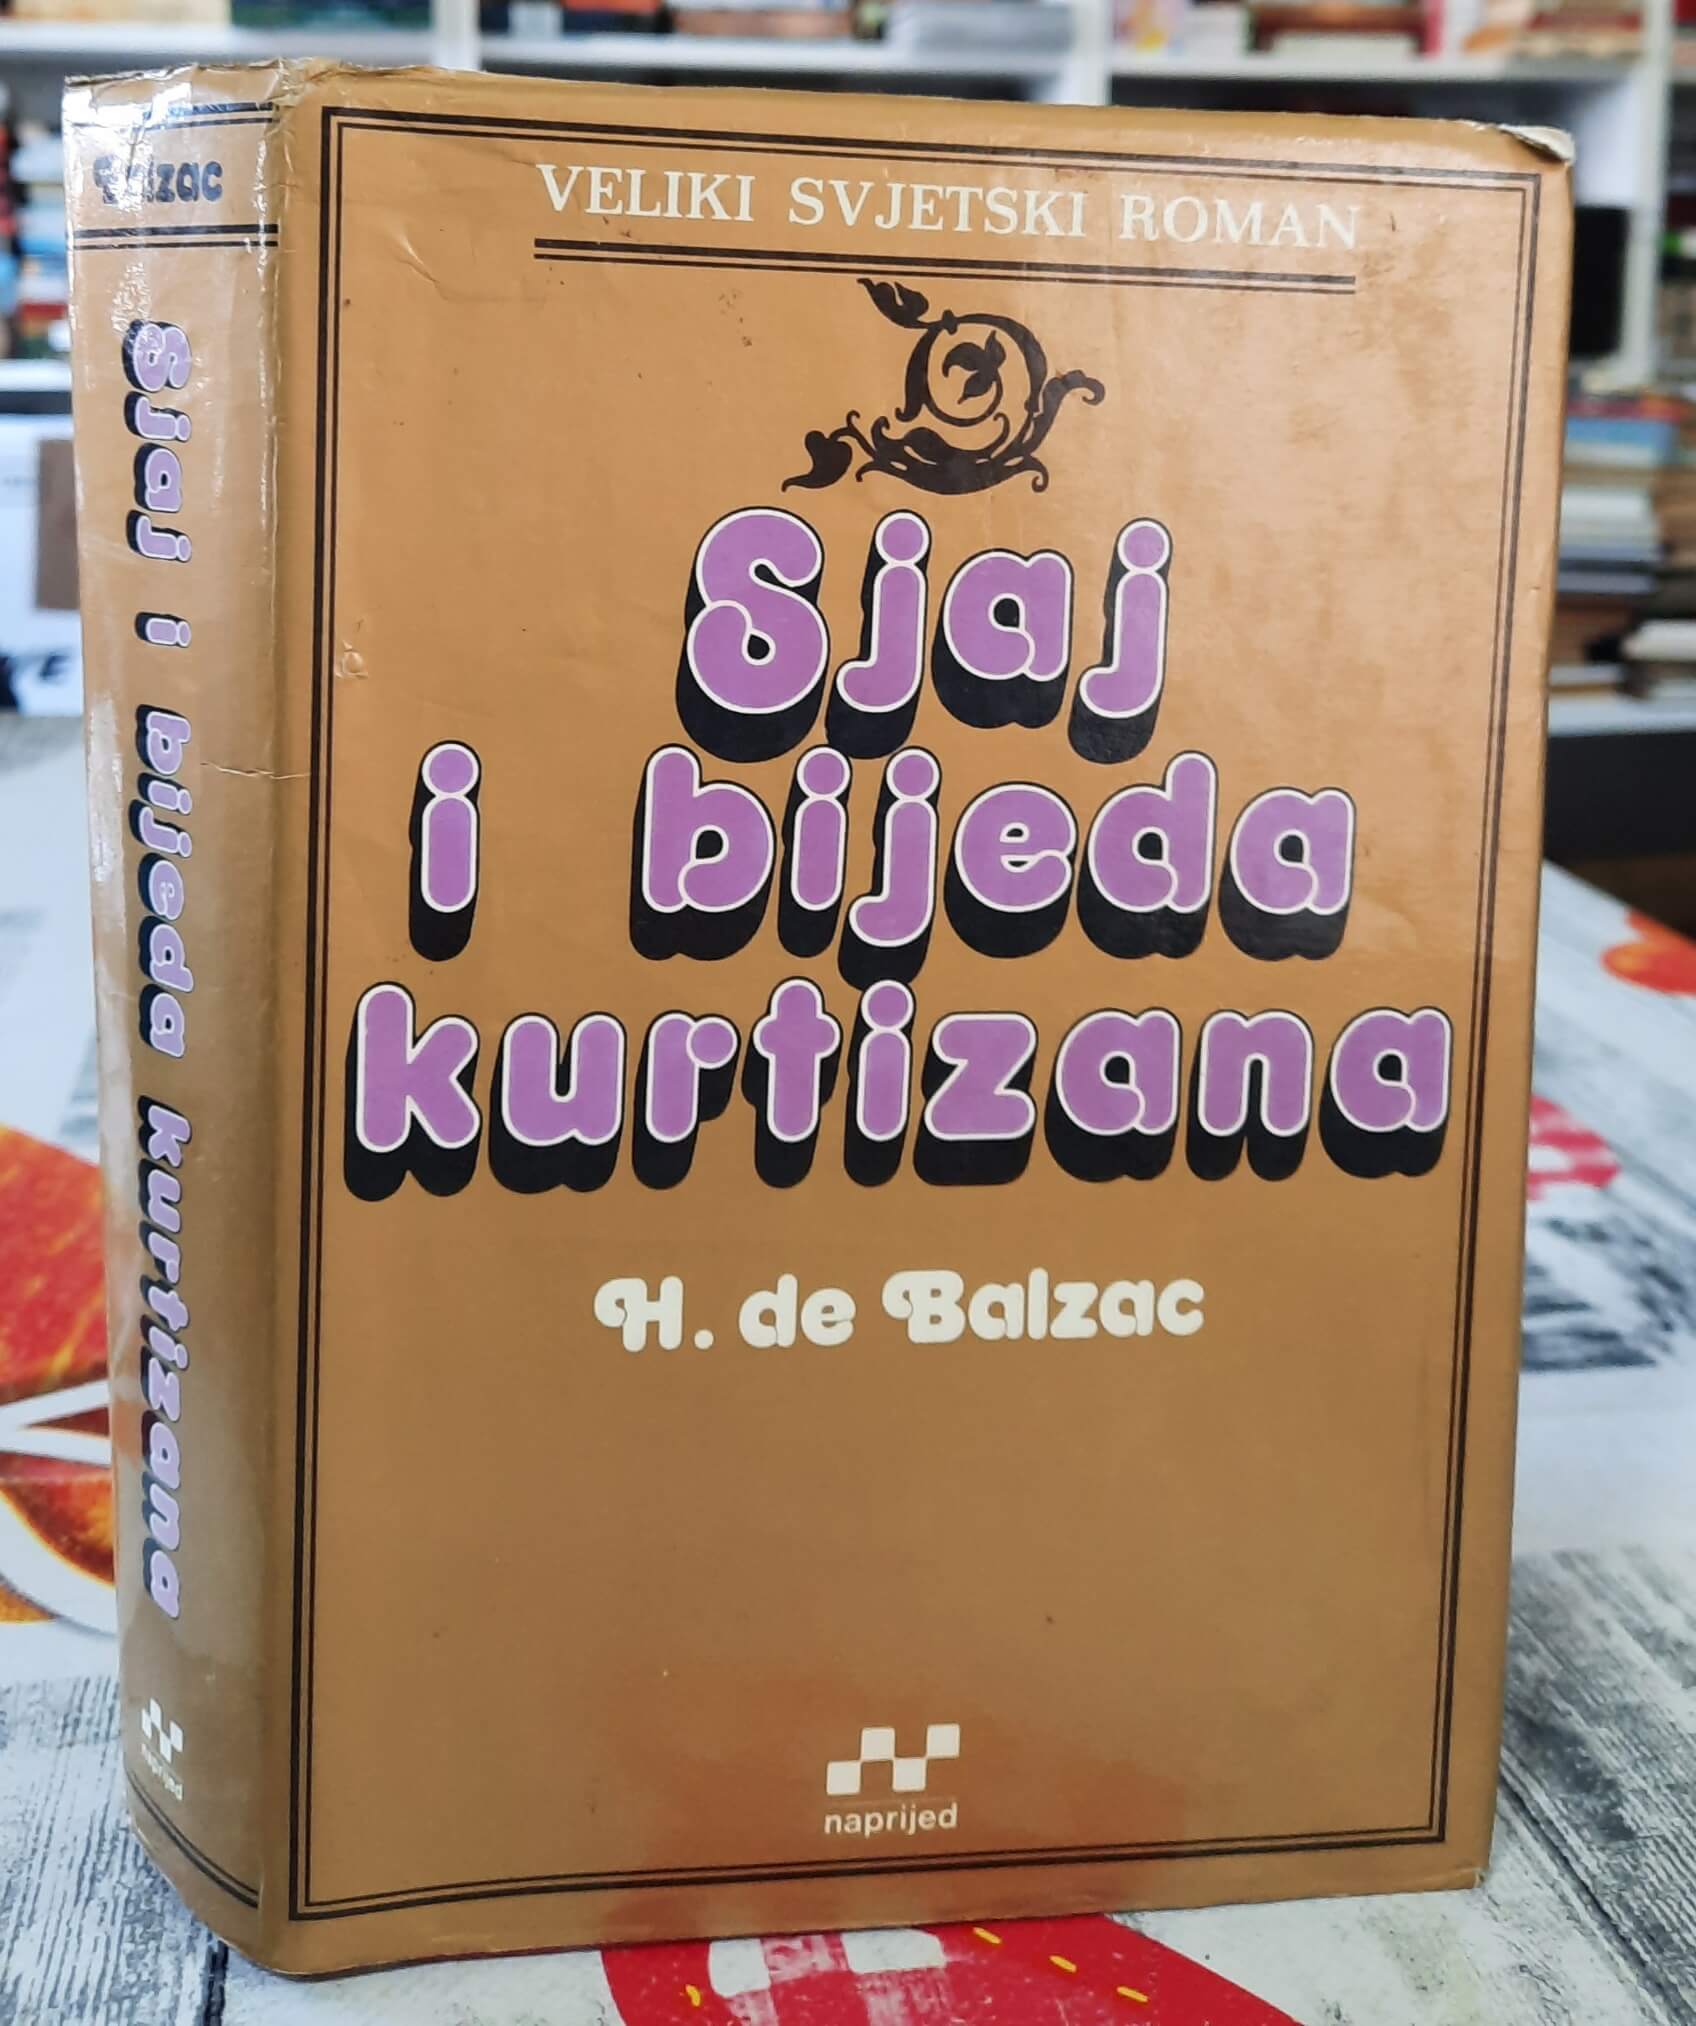 Balzac
Sjaj i bijeda kurtizana
naprijed
VELIKI SVJETSKI ROMAN
Sjaj
i bijeda
kurtizana
H. de Balzac
naprijed